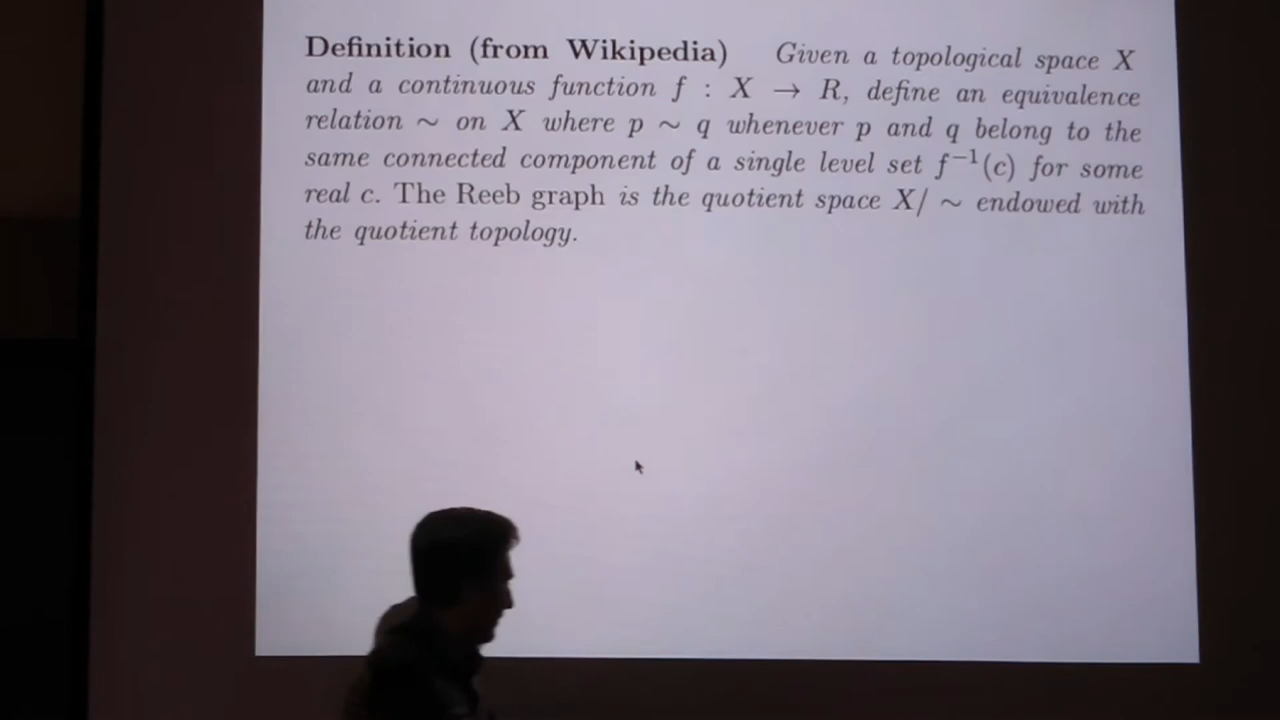 Definition (from Wikipedia) Given a topological space X
and a continuous function f : X → R, define an equivalence
relation ∼ on X where p ∼ q whenever p and q belong to the
same connected component of a single level set f⁻¹(c) for some
real c. The Reeb graph is the quotient space X/ ∼ endowed with
the quotient topology.